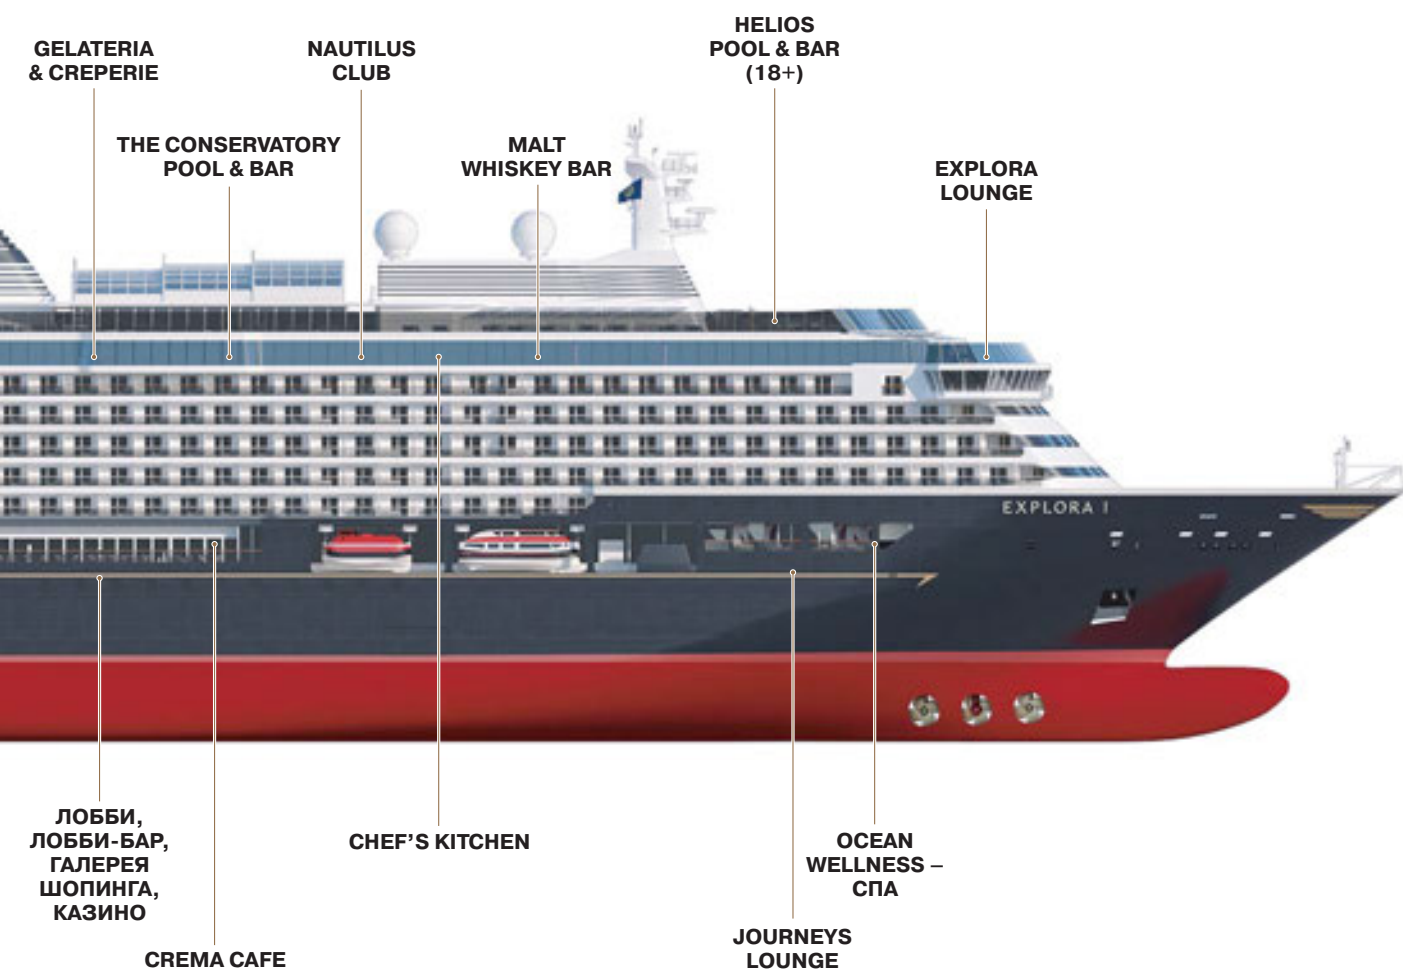 HELIOS
POOL & BAR
(18+)
GELATERIA
& CREPERIE
NAUTILUS
CLUB
THE CONSERVATORY
POOL & BAR
MALT
WHISKEY BAR
EXPLORA
LOUNGE
EXPLORA I
ЛОББИ,
ЛОББИ-БАР,
ГАЛЕРЕЯ
ШОПИНГА,
КАЗИНО
CHEF’S KITCHEN
OCEAN
WELLNESS –
СПА
CREMA CAFE
JOURNEYS
LOUNGE